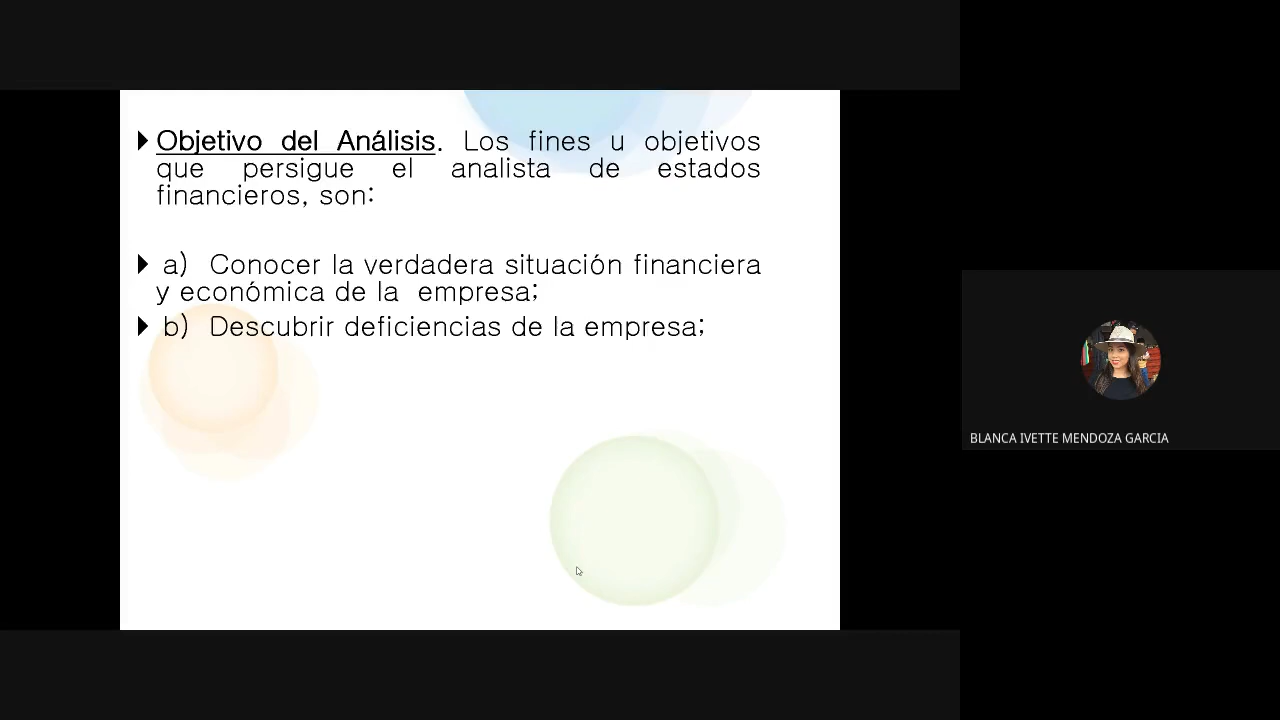 Objetivo del Análisis. Los fines u objetivos
que persigue el analista de estados
financieros, son:
a) Conocer la verdadera situación financiera
y económica de la empresa;
b) Descubrir deficiencias de la empresa;
BLANCA IVETTE MENDOZA GARCIA